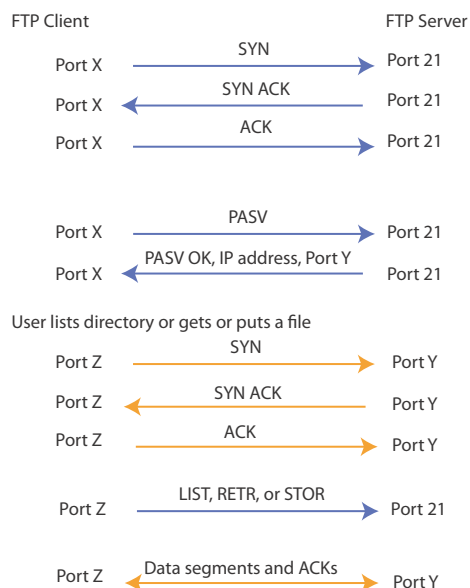 FTP Client FTP Server
SYN
Port X Port 21
SYN ACK
Port X Port 21
ACK
Port X Port 21
PASV
Port X Port 21
PASV OK, IP address, Port Y
Port X Port 21
User lists directory or gets or puts a file
SYN
Port Z Port Y
SYN ACK
Port Z Port Y
ACK
Port Z Port Y
LIST, RETR, or STOR
Port Z Port 21
Data segments and ACKs
Port Z Port Y